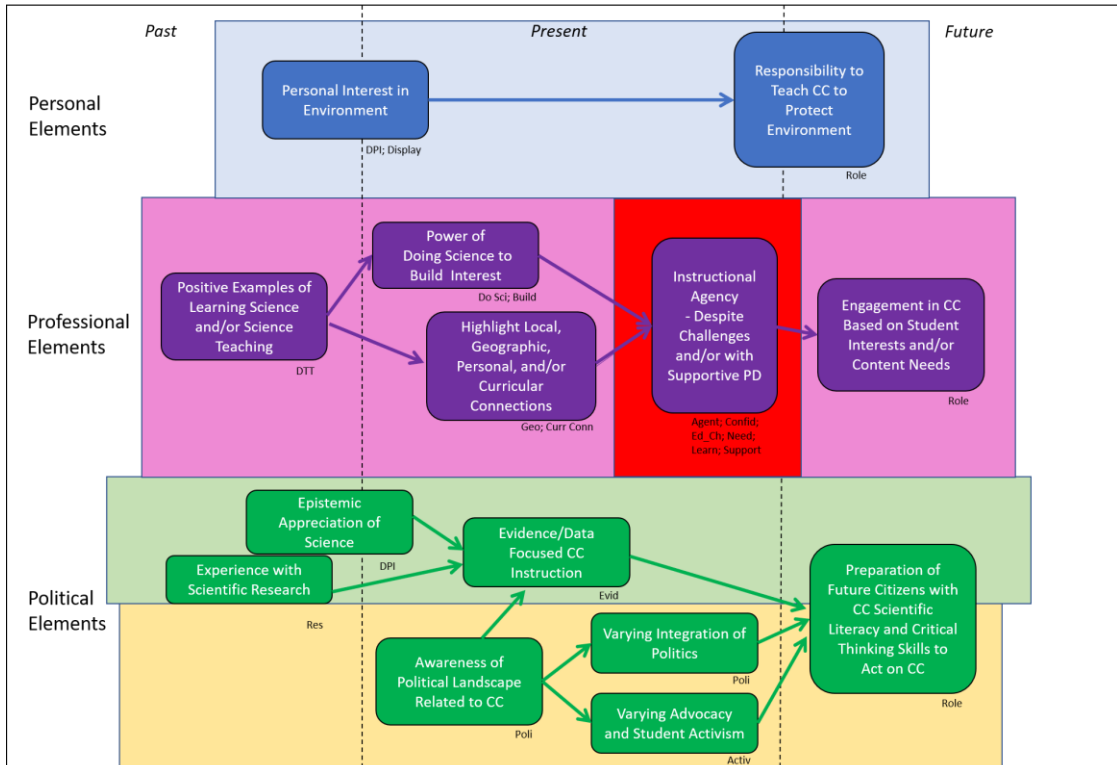 Past
Present
Future
Personal
Elements
Personal Interest in
Environment
DPI; Display
Responsibility to
Teach CC to
Protect
Environment
Role
Professional
Elements
Positive Examples of
Learning Science
and/or Science
Teaching
DTT
Power of
Doing Science to
Build Interest
Do Sci; Build
Highlight Local,
Geographic,
Personal, and/or
Curricular
Connections
Geo; Curr Conn
Instructional
Agency
- Despite
Challenges
and/or with
Supportive PD
Agent; Confid;
Ed_Ch; Need;
Learn; Support
Engagement in CC
Based on Student
Interests and/or
Content Needs
Role
Political
Elements
Epistemic
Appreciation of
Science
DPI
Experience with
Scientific Research
Res
Evidence/Data
Focused CC
Instruction
Evid
Awareness of
Political Landscape
Related to CC
Poli
Varying Integration of
Politics
Poli
Varying Advocacy
and Student Activism
Activ
Preparation of
Future Citizens with
CC Scientific
Literacy and Critical
Thinking Skills to
Act on CC
Role